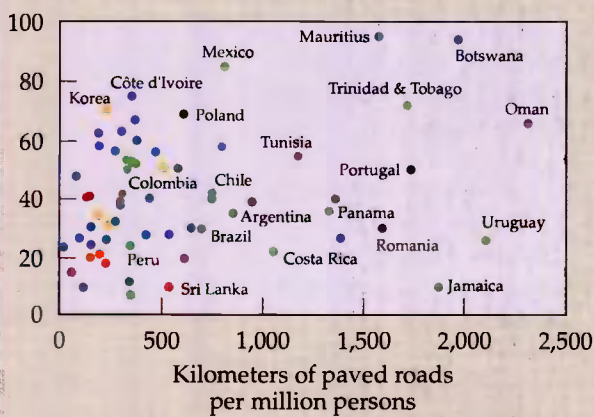 100
80
60
40
20
0
Mauritius
Botswana
Mexico
Côte d'Ivoire
Trinidad & Tobago
Korea
Poland
Oman
Tunisia
Portugal
Colombia
Chile
Argentina
Panama
Brazil
Uruguay
Romania
Peru
Costa Rica
Sri Lanka
Jamaica
0 500 1,000 1,500 2,000 2,500
Kilometers of paved roads
per million persons